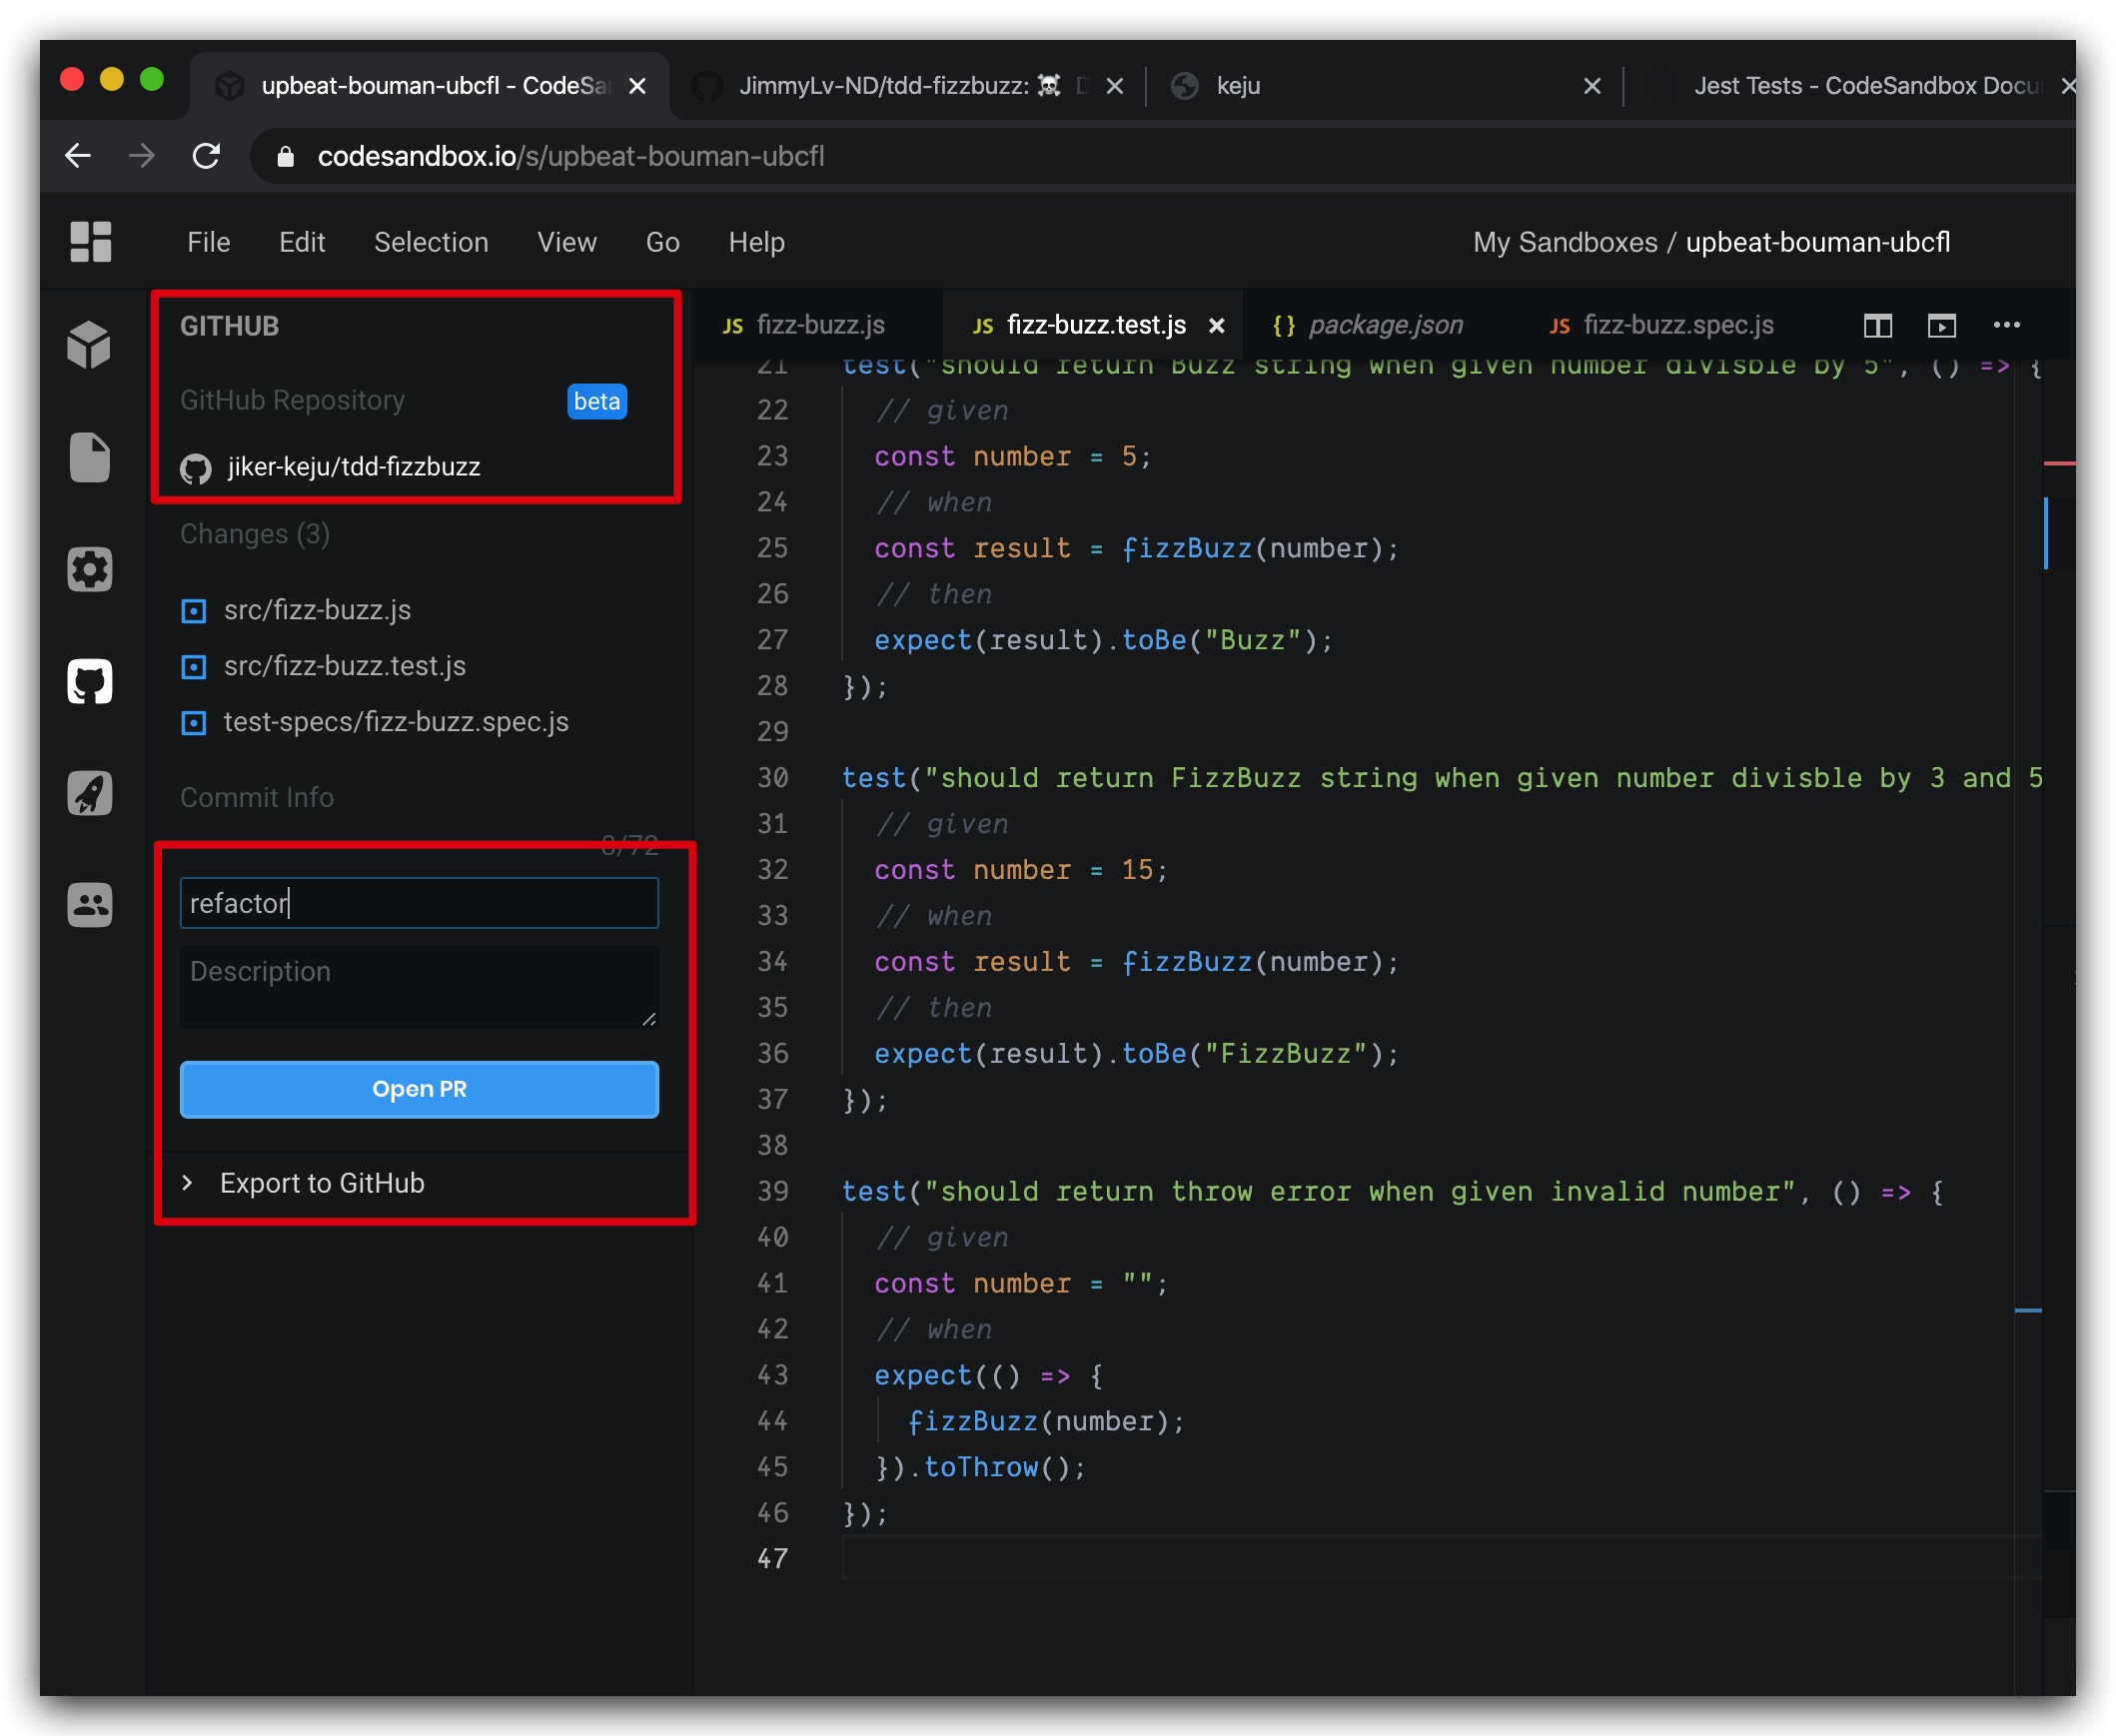 upbeat-bouman-ubcfl - CodeSa
JimmyLv-ND/tdd-fizzbuzz: ☠️ D
keju
Jest Tests - CodeSandbox Docu
codesandbox.io/s/upbeat-bouman-ubcfl
File Edit Selection View Go Help
My Sandboxes / upbeat-bouman-ubcfl
GITHUB
GitHub Repository beta
jiker-keju/tdd-fizzbuzz
Changes (3)
src/fizz-buzz.js
src/fizz-buzz.test.js
test-specs/fizz-buzz.spec.js
Commit Info
8/72
refactor
Description
Open PR
Export to GitHub
JS fizz-buzz.js
JS fizz-buzz.test.js
{} package.json
JS fizz-buzz.spec.js
21 test("should return Buzz string when given number divisble by 5", () => {
22 // given
23 const number = 5;
24 // when
25 const result = fizzBuzz(number);
26 // then
27 expect(result).toBe("Buzz");
28 });
29
30 test("should return FizzBuzz string when given number divisble by 3 and 5
31 // given
32 const number = 15;
33 // when
34 const result = fizzBuzz(number);
35 // then
36 expect(result).toBe("FizzBuzz");
37 });
38
39 test("should return throw error when given invalid number", () => {
40 // given
41 const number = "";
42 // when
43 expect(() => {
44 fizzBuzz(number);
45 }).toThrow();
46 });
47